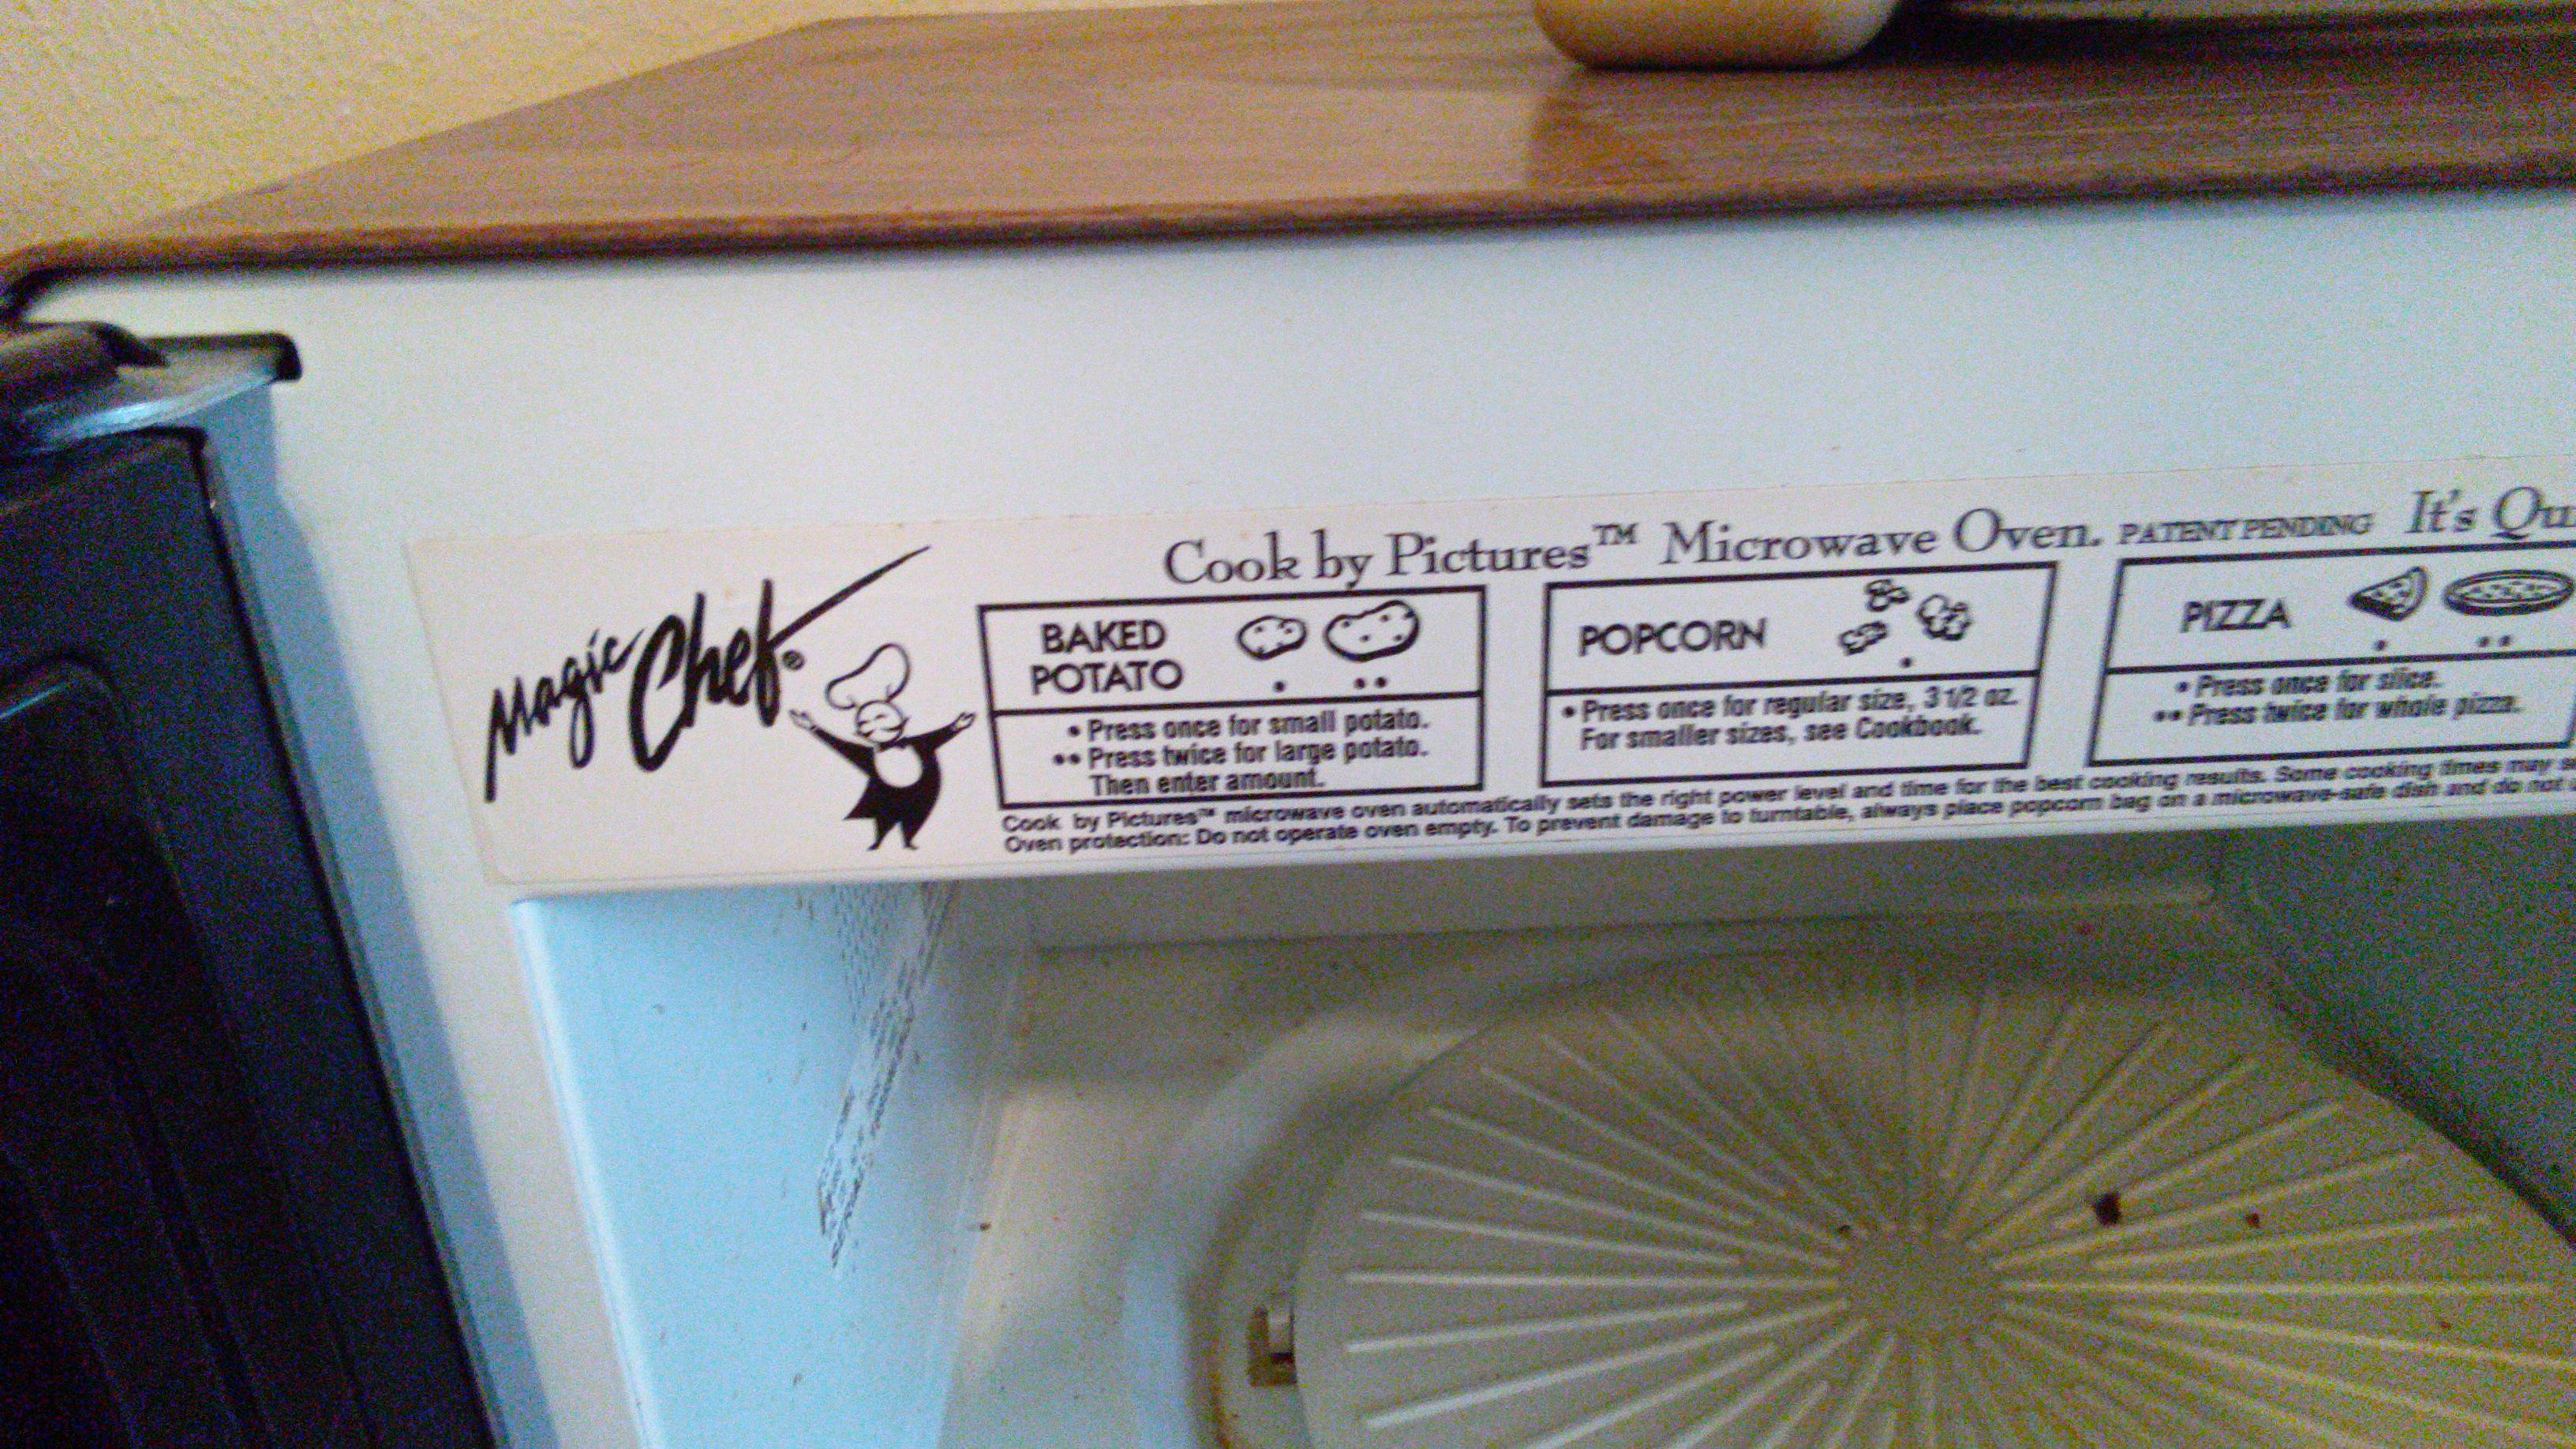 Magic Chef®
Cook by Pictures™ Microwave Oven. PATENT PENDING It's Qu
BAKED
POTATO
• Press once for small potato.
•• Press twice for large potato.
Then enter amount.
POPCORN
• Press once for regular size, 3 1/2 oz.
For smaller sizes, see Cookbook.
PIZZA
• Press once for slice.
•• Press twice for whole pizza.
Cook by Pictures™ microwave oven automatically sets the right power level and time for the best cooking results. Some cooking times may
Oven protection: Do not operate oven empty. To prevent damage to turntable, always place popcorn bag on a microwave-safe dish and do not